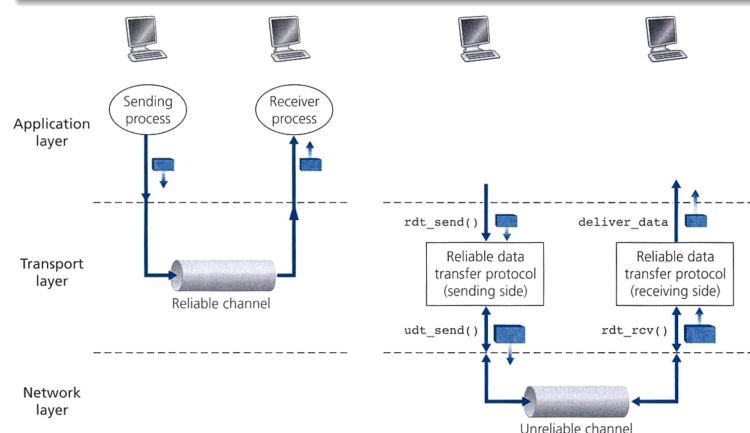 Sending
process
Receiver
process
Application
layer
rdt_send()
deliver_data
Transport
layer
Reliable channel
Reliable data
transfer protocol
(sending side)
Reliable data
transfer protocol
(receiving side)
udt_send()
rdt_rcv()
Network
layer
Unreliable channel